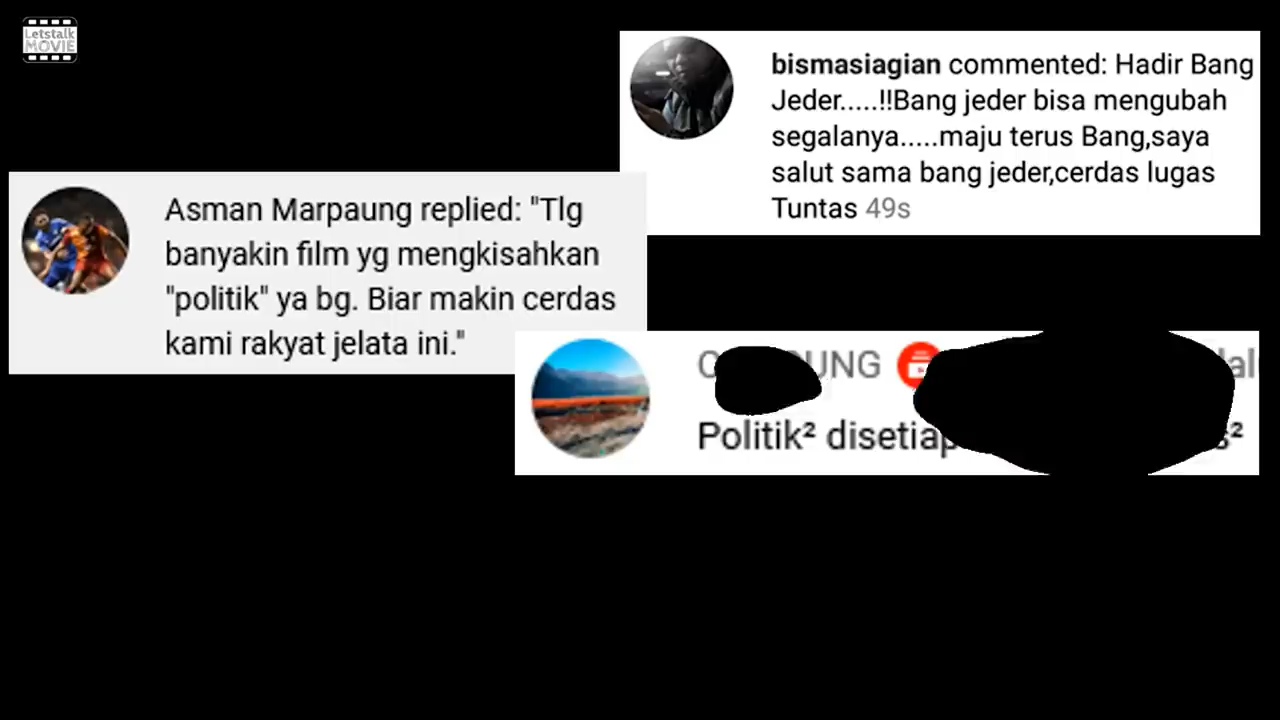 Letstalk
MOVIE
bismasiagian commented: Hadir Bang
Jeder.....!!Bang jeder bisa mengubah
segalanya.....maju terus Bang,saya
salut sama bang jeder,cerdas lugas
Tuntas 49s
Asman Marpaung replied: "Tlg
banyakin film yg mengkisahkan
"politik" ya bg. Biar makin cerdas
kami rakyat jelata ini."
Politik² disetiap